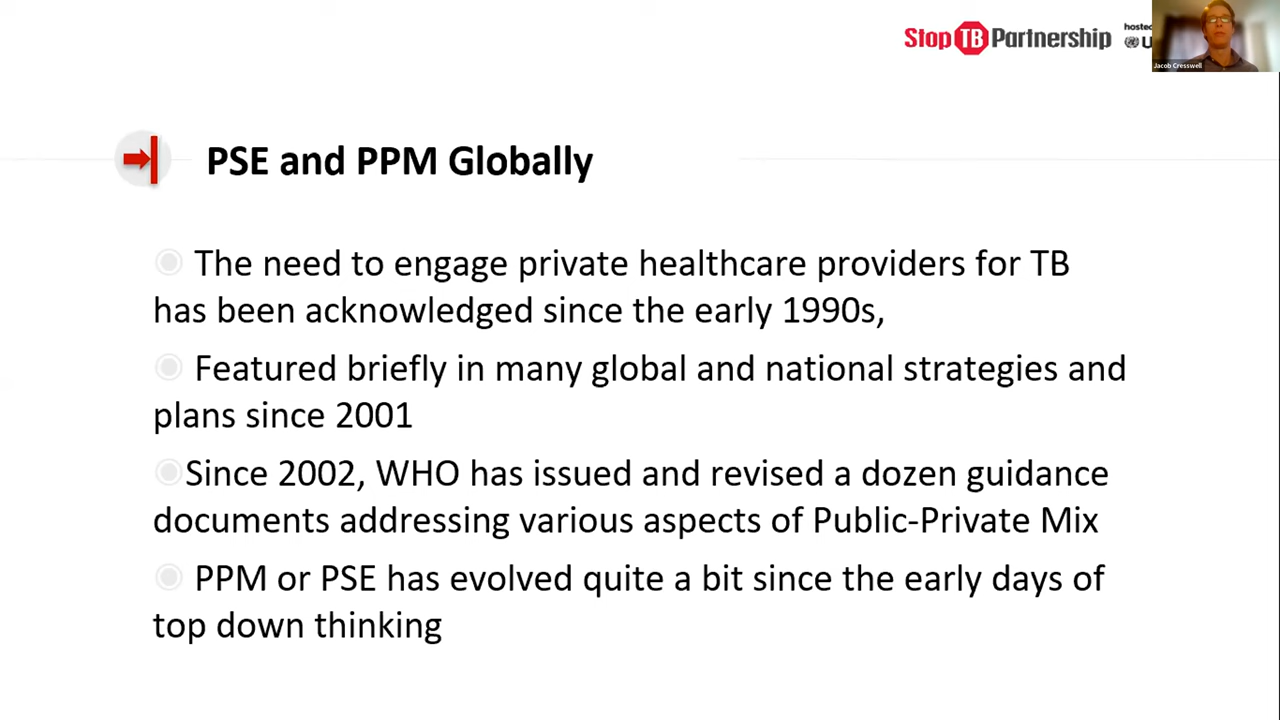 Stop TB Partnership
hosted
Jacob Cresswell
PSE and PPM Globally
The need to engage private healthcare providers for TB
has been acknowledged since the early 1990s,
Featured briefly in many global and national strategies and
plans since 2001
Since 2002, WHO has issued and revised a dozen guidance
documents addressing various aspects of Public-Private Mix
PPM or PSE has evolved quite a bit since the early days of
top down thinking